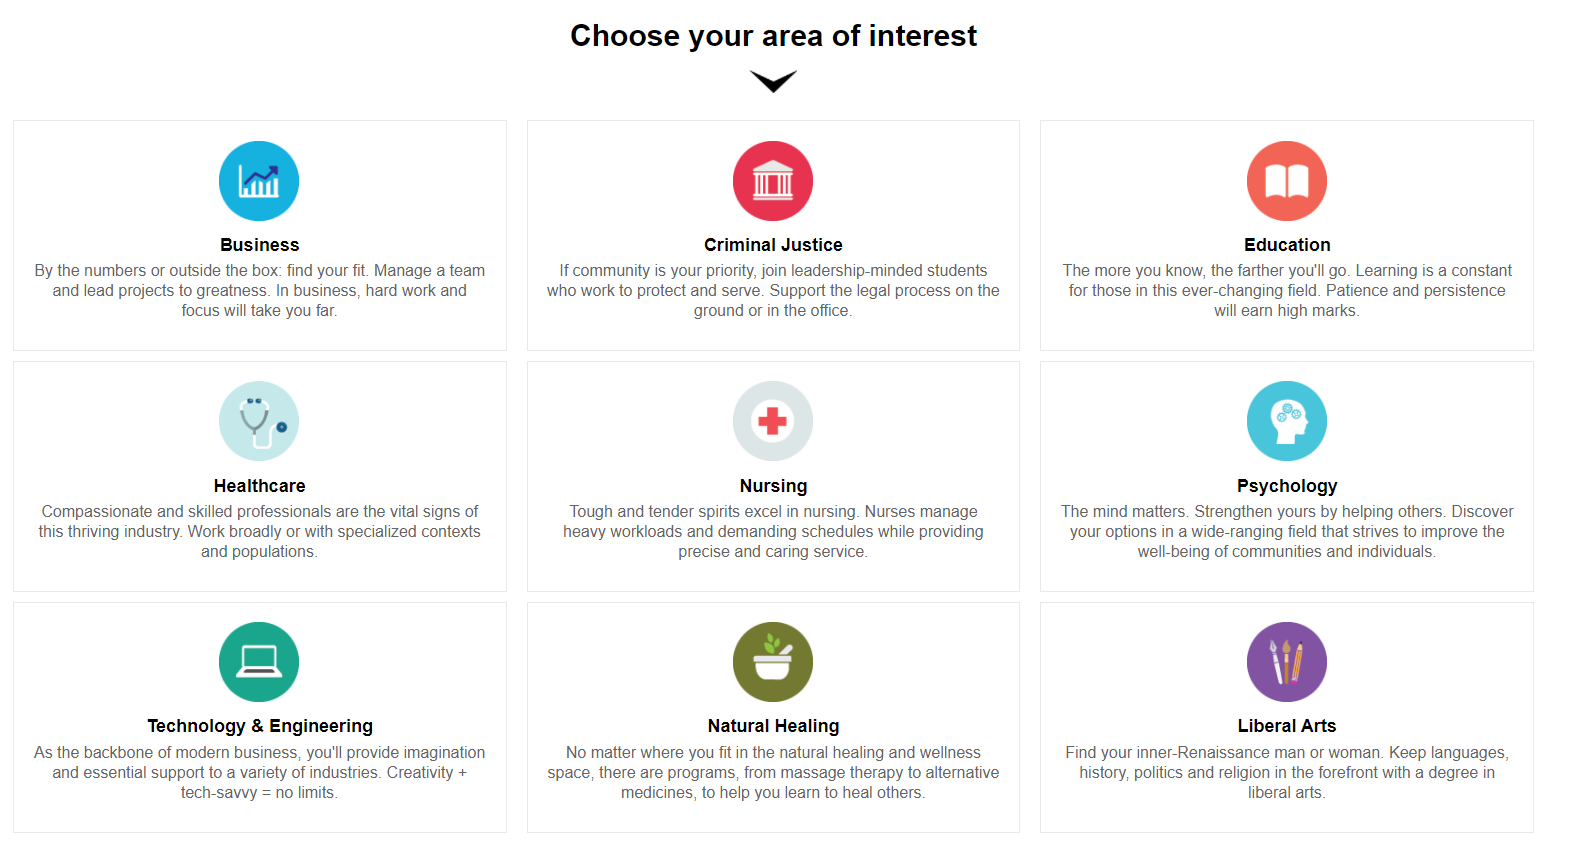 Choose your area of interest
Business
By the numbers or outside the box: find your fit. Manage a team
and lead projects to greatness. In business, hard work and
focus will take you far.
Criminal Justice
If community is your priority, join leadership-minded students
who work to protect and serve. Support the legal process on the
ground or in the office.
Education
The more you know, the farther you'll go. Learning is a constant
for those in this ever-changing field. Patience and persistence
will earn high marks.
Healthcare
Compassionate and skilled professionals are the vital signs of
this thriving industry. Work broadly or with specialized contexts
and populations.
Nursing
Tough and tender spirits excel in nursing. Nurses manage
heavy workloads and demanding schedules while providing
precise and caring service.
Psychology
The mind matters. Strengthen yours by helping others. Discover
your options in a wide-ranging field that strives to improve the
well-being of communities and individuals.
Technology & Engineering
As the backbone of modern business, you'll provide imagination
and essential support to a variety of industries. Creativity +
tech-savvy = no limits.
Natural Healing
No matter where you fit in the natural healing and wellness
space, there are programs, from massage therapy to alternative
medicines, to help you learn to heal others.
Liberal Arts
Find your inner-Renaissance man or woman. Keep languages,
history, politics and religion in the forefront with a degree in
liberal arts.